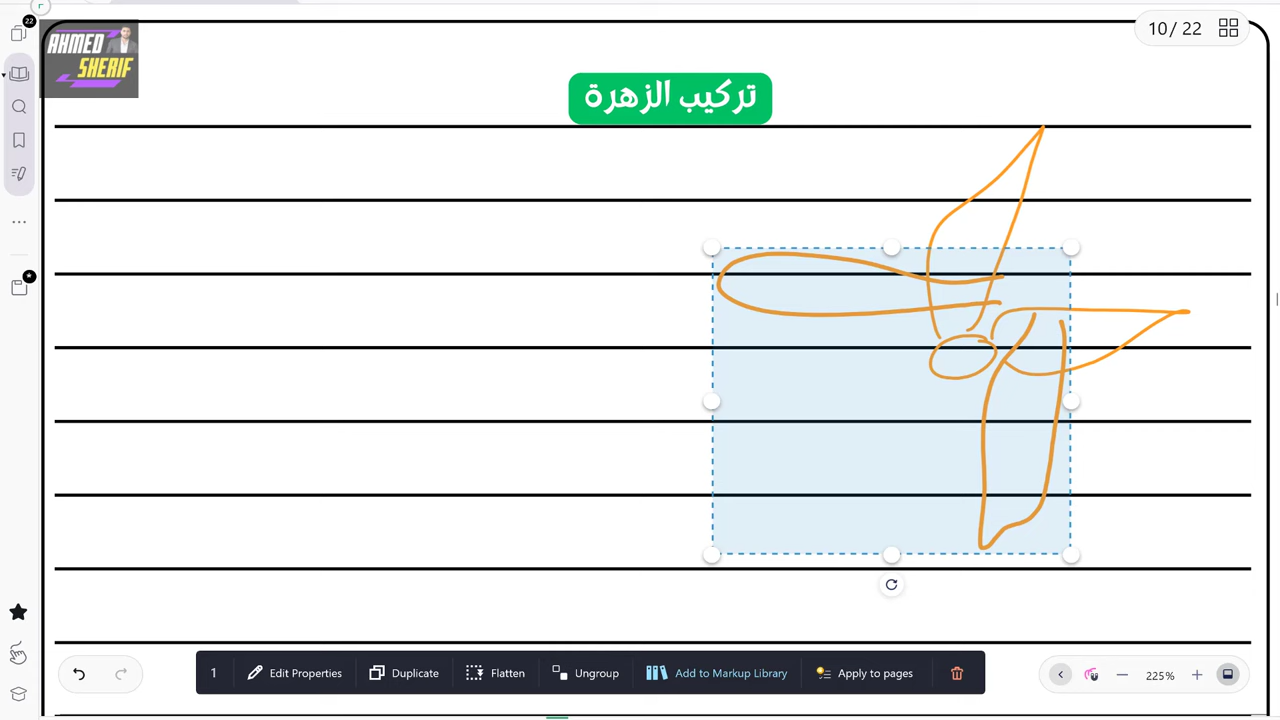 22
AHMED
SHERIF
10 / 22
تركيب الزهرة
1
Edit Properties
Duplicate
Flatten
Ungroup
Add to Markup Library
Apply to pages
225%